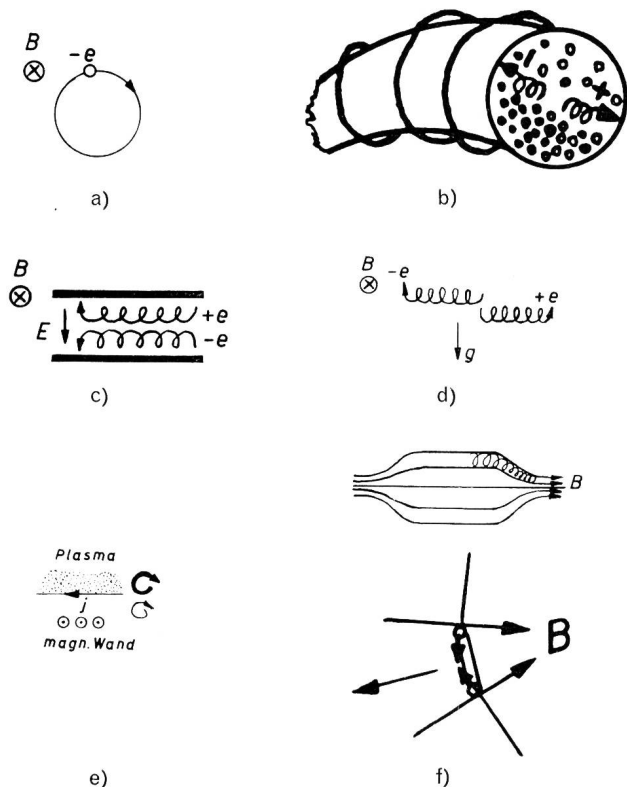 B
-e
a)
- +
b)
B
E
+e
-e
c)
B
-e
+e
g
d)
Plasma
j
magn. Wand
e)
B
B
f)